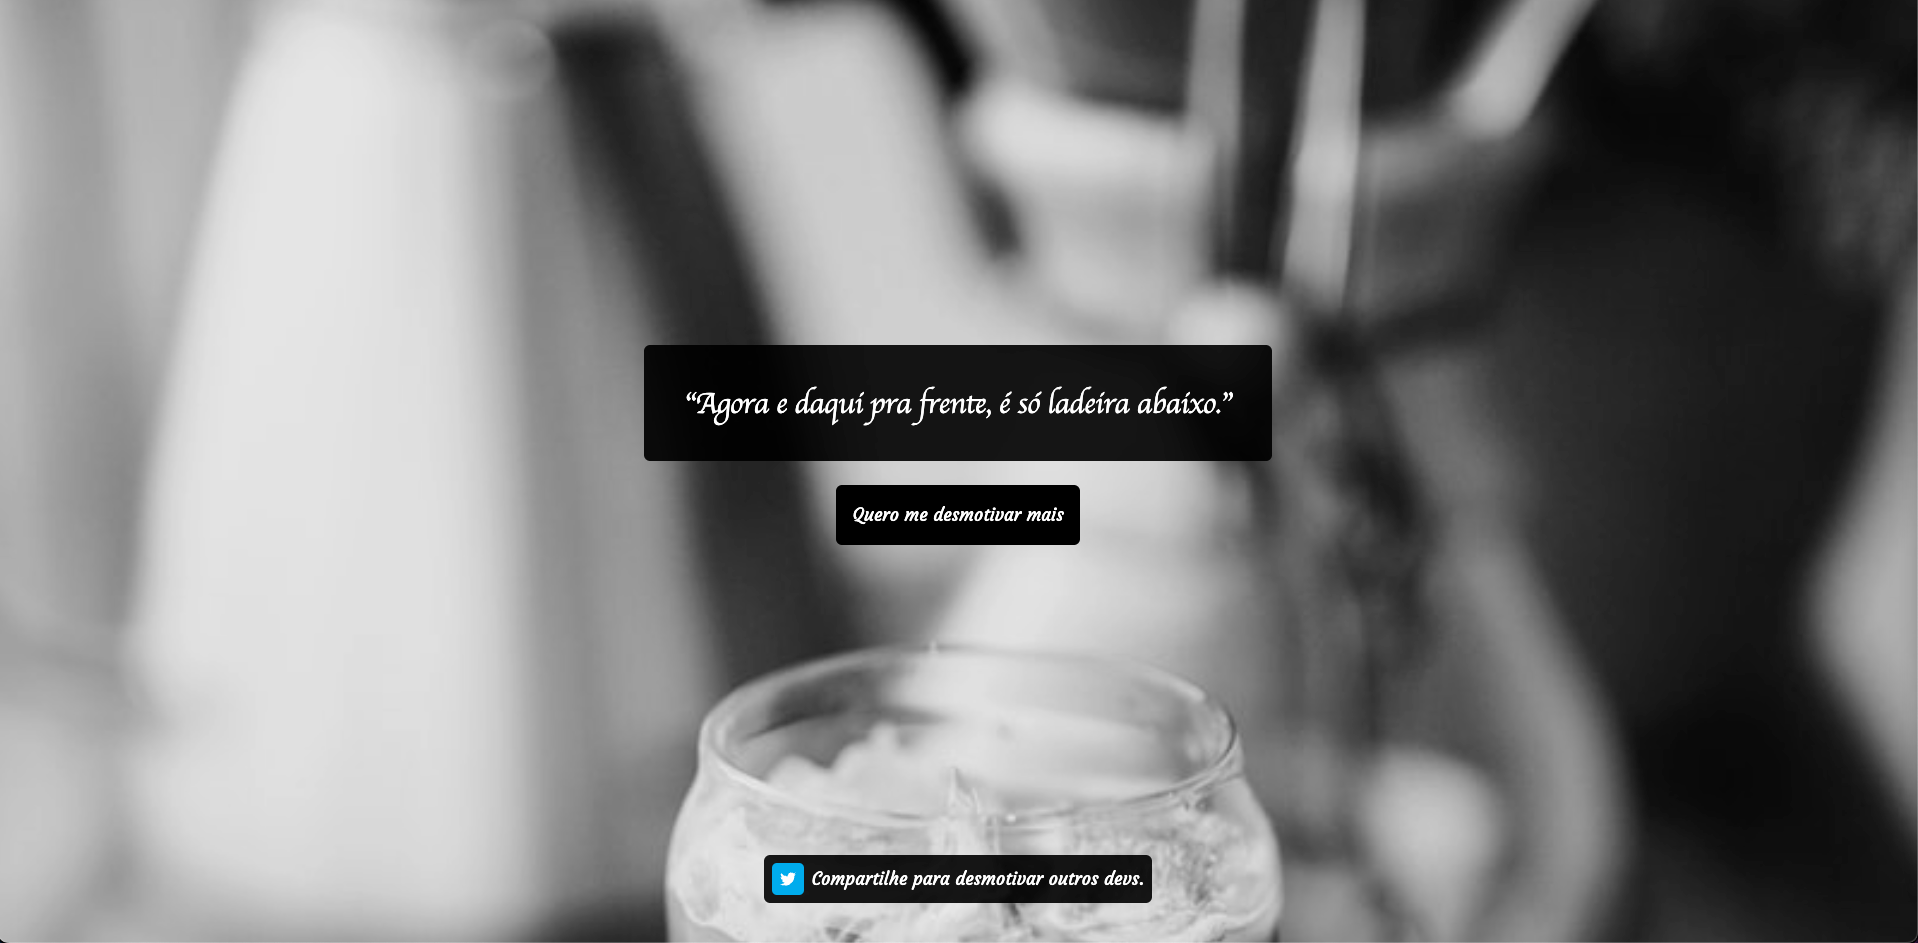 “Agora e daqui pra frente, é só ladeira abaixo.”
Quero me desmotivar mais
Compartilhe para desmotivar outros devs.